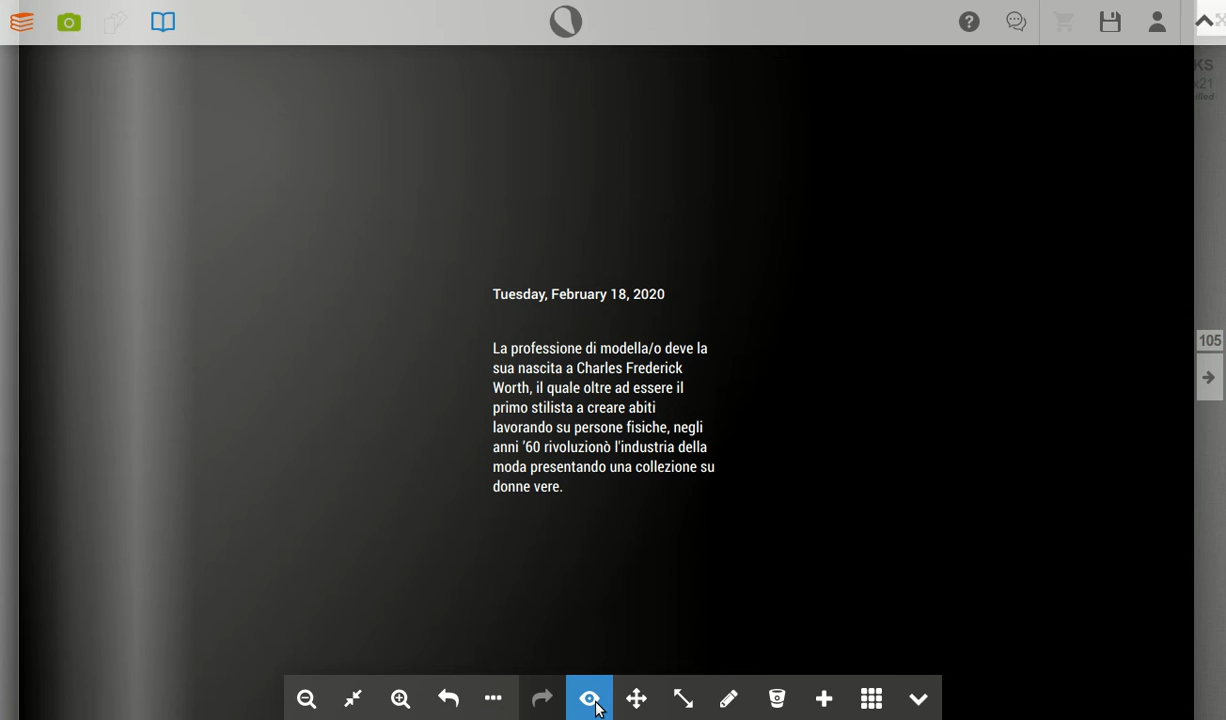 KS
x21
Tuesday, February 18, 2020
La professione di modella/o deve la
sua nascita a Charles Frederick
Worth, il quale oltre ad essere il
primo stilista a creare abiti
lavorando su persone fisiche, negli
anni '60 rivoluzionò l'industria della
moda presentando una collezione su
donne vere.
105